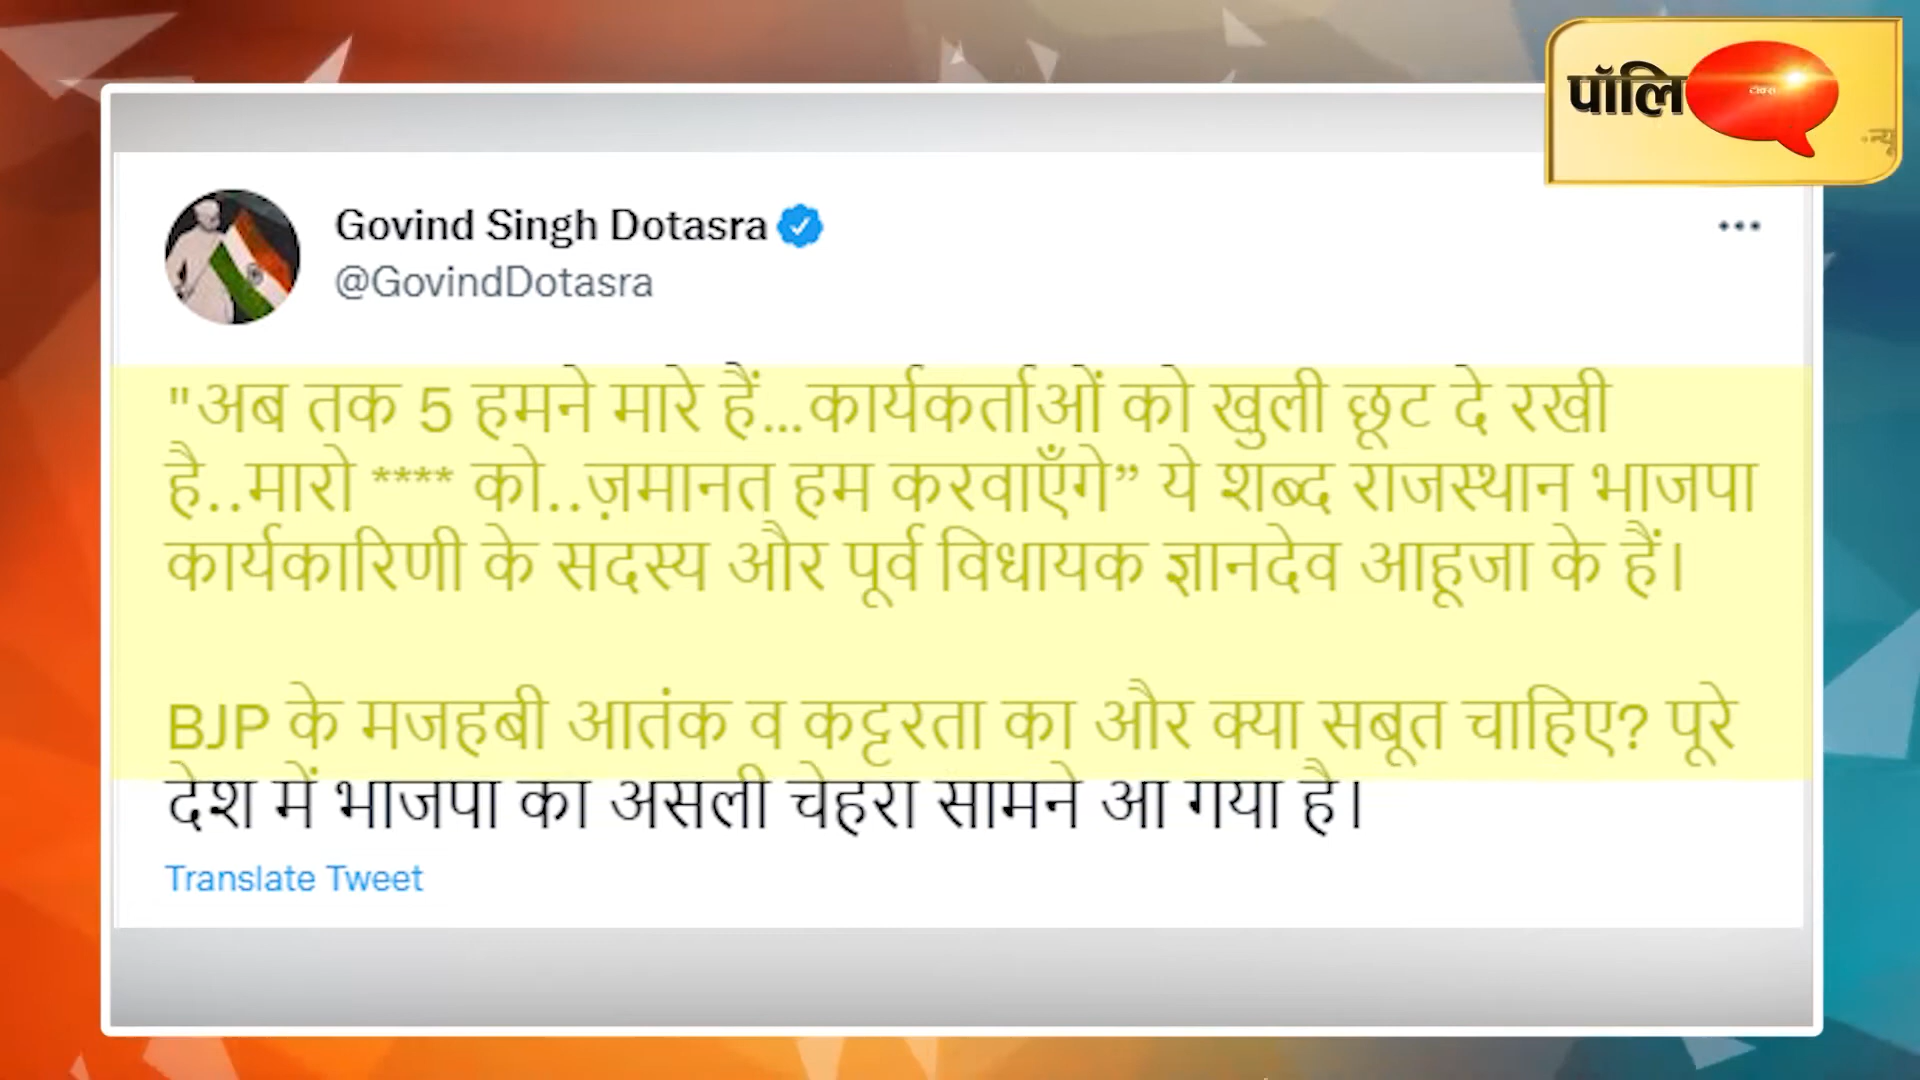 पॉलि
टॉक्स
Govind Singh Dotasra
@GovindDotasra
"अब तक 5 हमने मारे हैं...कार्यकर्ताओं को खुली छूट दे रखी
है..मारो **** को..ज़मानत हम करवाएँगे” ये शब्द राजस्थान भाजपा
कार्यकारिणी के सदस्य और पूर्व विधायक ज्ञानदेव आहूजा के हैं।
BJP के मजहबी आतंक व कट्टरता का और क्या सबूत चाहिए? पूरे
देश में भाजपा का असली चेहरा सामने आ गया है।
Translate Tweet